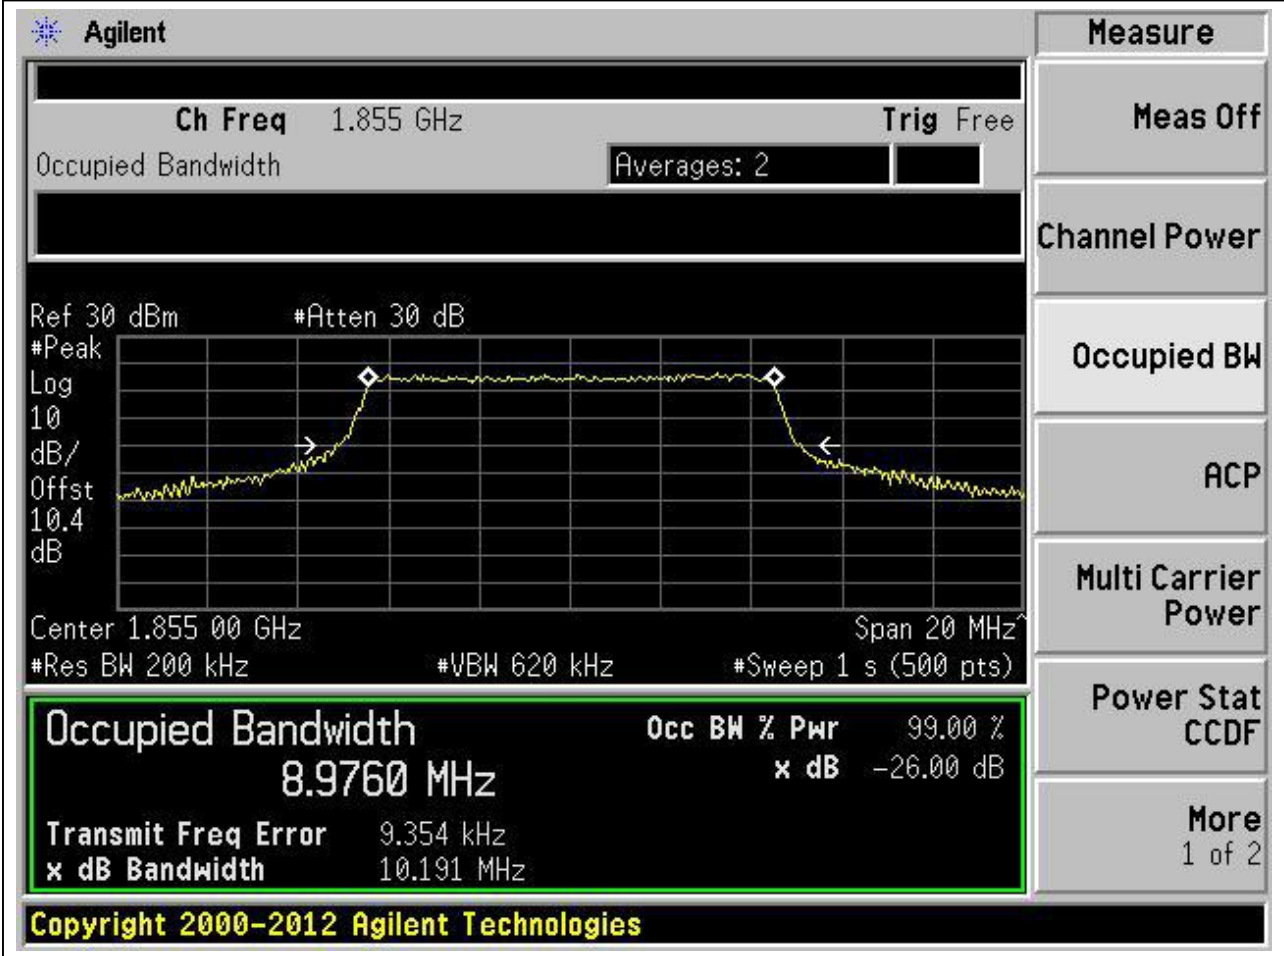 Agilent
Measure
Ch Freq 1.855 GHz Trig Free
Occupied Bandwidth Averages: 2
Ref 30 dBm #Atten 30 dB
#Peak
Log
10
dB/
Offst
10.4
dB
Center 1.855 00 GHz Span 20 MHz^
#Res BW 200 kHz #VBW 620 kHz #Sweep 1 s (500 pts)
Occupied Bandwidth Occ BW % Pwr 99.00 %
8.9760 MHz x dB -26.00 dB
Transmit Freq Error 9.354 kHz
x dB Bandwidth 10.191 MHz
Copyright 2000-2012 Agilent Technologies
Meas Off
Channel Power
Occupied BW
ACP
Multi Carrier
Power
Power Stat
CCDF
More
1 of 2